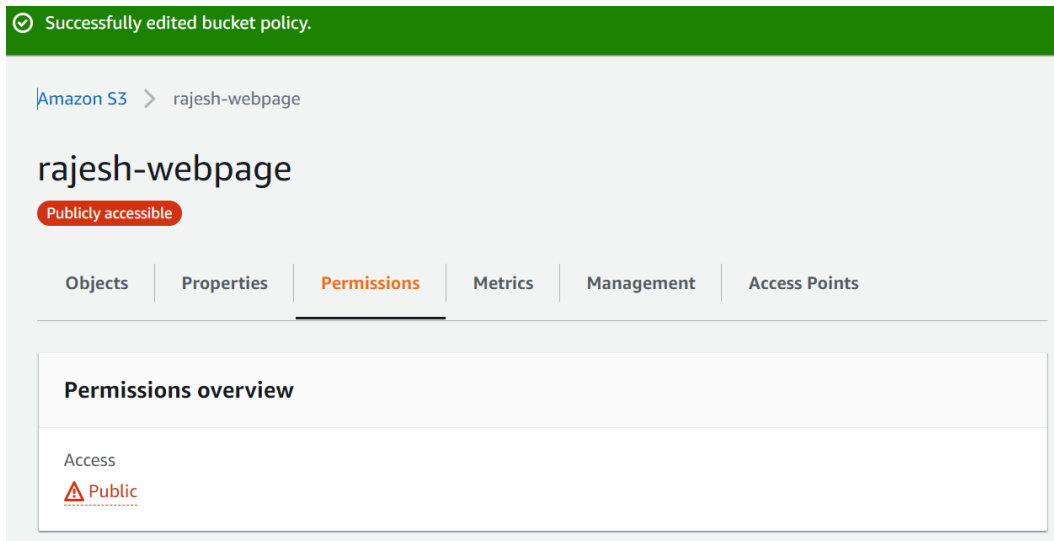 Successfully edited bucket policy.
Amazon S3 rajesh-webpage
rajesh-webpage
Publicly accessible
Objects Properties Permissions Metrics Management Access Points
Permissions overview
Access
Public